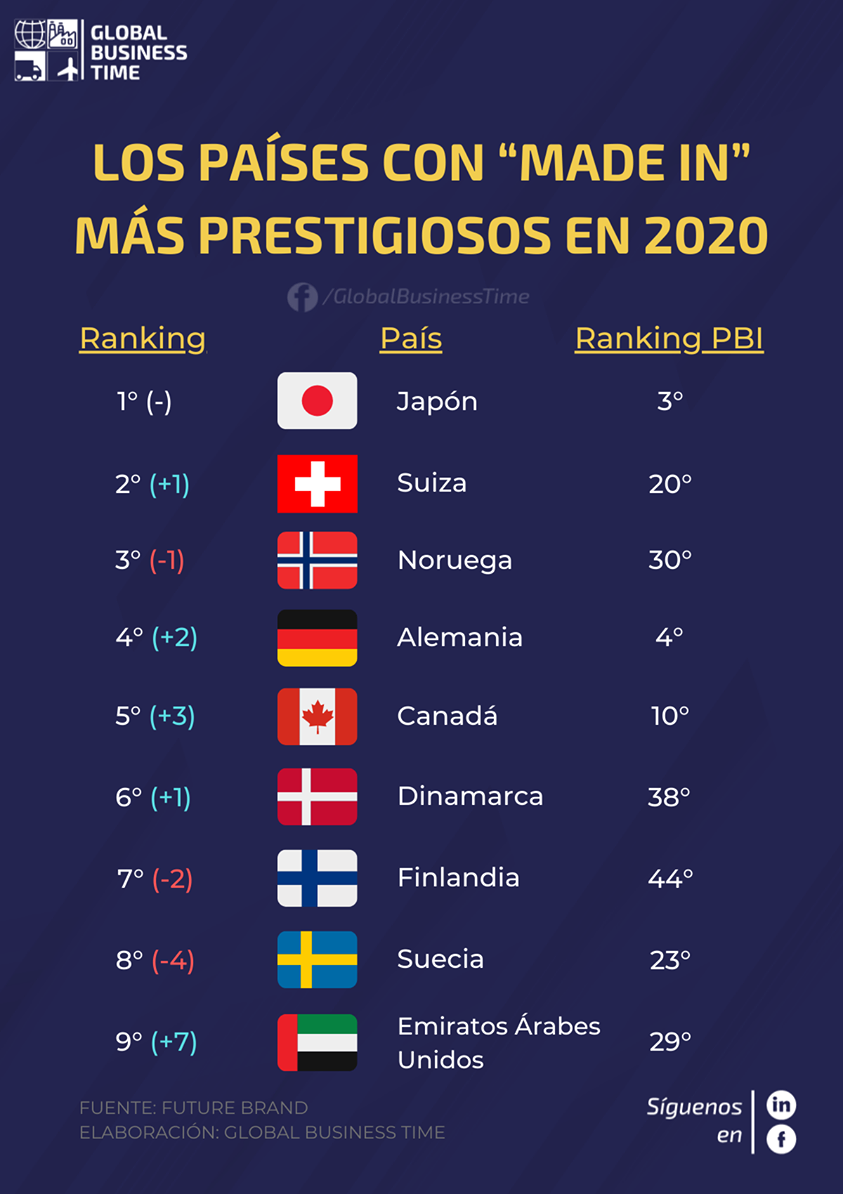 GLOBAL
BUSINESS
TIME
LOS PAÍSES CON “MADE IN”
MÁS PRESTIGIOSOS EN 2020
/GlobalBusinessTime
Ranking País Ranking PBI
1° (-) Japón 3°
2° (+1) Suiza 20°
3° (-1) Noruega 30°
4° (+2) Alemania 4°
5° (+3) Canadá 10°
6° (+1) Dinamarca 38°
7° (-2) Finlandia 44°
8° (-4) Suecia 23°
9° (+7) Emiratos Árabes Unidos 29°
FUENTE: FUTURE BRAND
ELABORACIÓN: GLOBAL BUSINESS TIME
Síguenos
en
in
f